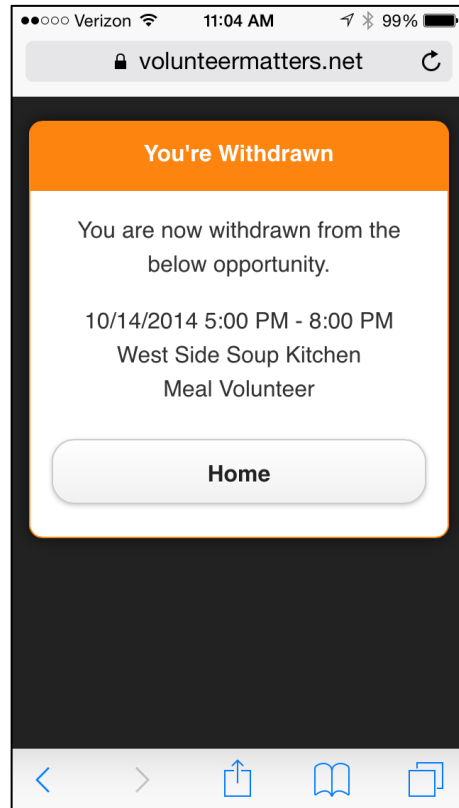 Verizon 11:04 AM 99%
volunteermatters.net
You're Withdrawn
You are now withdrawn from the
below opportunity.
10/14/2014 5:00 PM - 8:00 PM
West Side Soup Kitchen
Meal Volunteer
Home